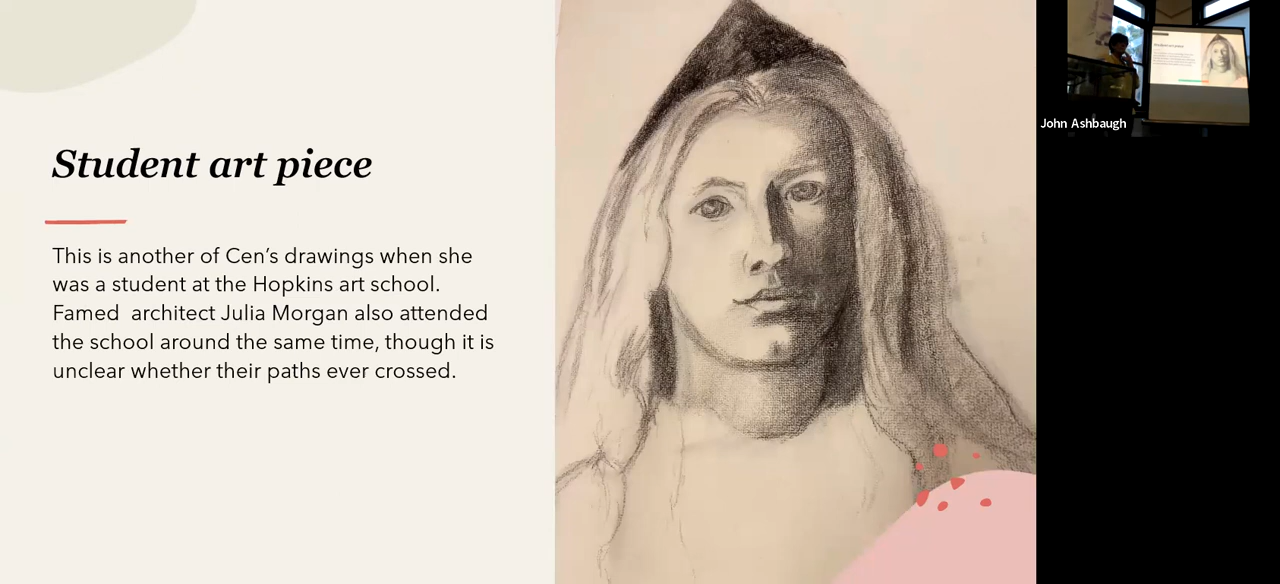 Student art piece
This is another of Cen’s drawings when she
was a student at the Hopkins art school.
Famed  architect Julia Morgan also attended
the school around the same time, though it is
unclear whether their paths ever crossed.
John Ashbaugh